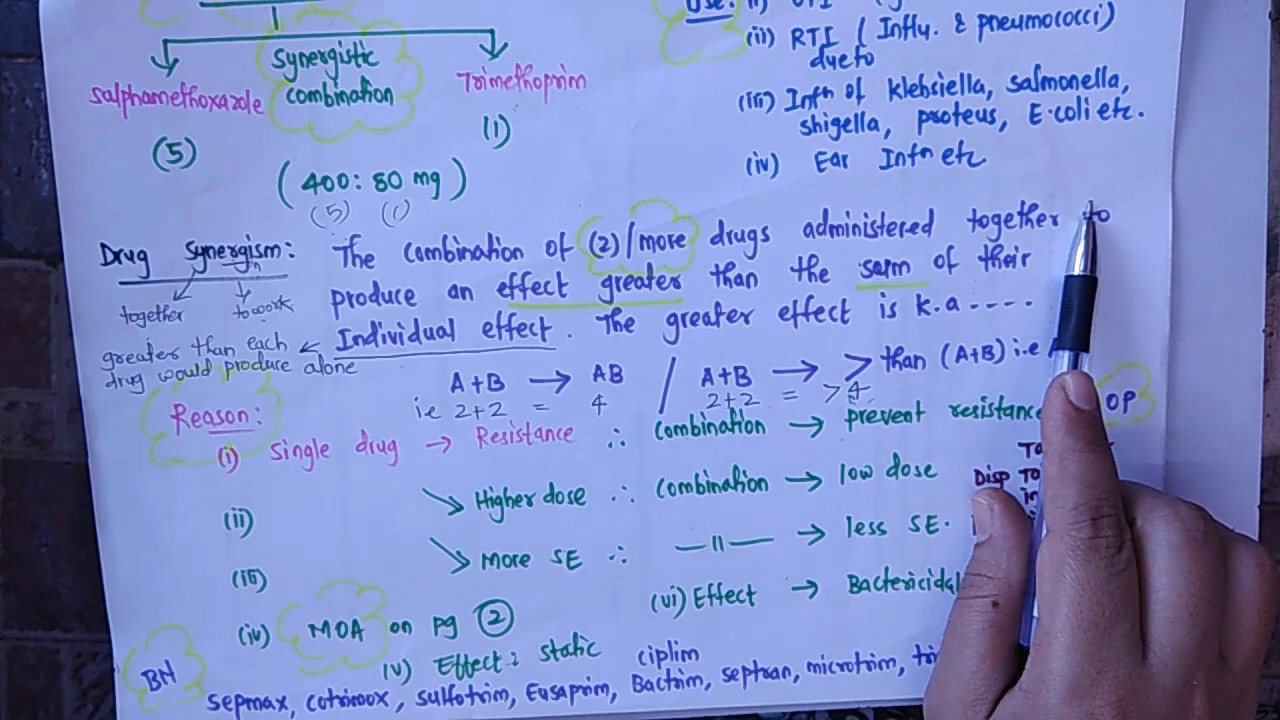 Use:
(ii) RTI ( Influ. & pneumococci)
dueto
Synergistic
combination
Salphamethoxazole
Trimethoprim
(iii) Infn of Klebsiella, salmonella,
shigella, proteus, E.coli etc.
(5)
(1)
(iv) Ear Infn etc
(400: 80 mg)
(5) (1)
Drug Synergism: The combination of (2)/more drugs administered together to
together to work produce an effect greater than the sum of their
greater than each Individual effect. The greater effect is k.a ----.
drug would produce alone
A+B → AB / A+B → > than (A+B) i.e
ie 2+2 = 4 2+2 = >4
Reason:
(i) Single drug → Resistance ∴ combination → prevent resistance
OP
(ii) ↘ Higher dose ∴ combination → low dose
Disp
(iii) ↘ More SE ∴ —11— → less SE.
(iv) MOA on pg (2) (vi) Effect → Bactericidal
(v) Effect: static
BN
ciplim
sepmax, cotrimox, sulfotrim, Eusaprim, Bactrim, septran, microtrim,